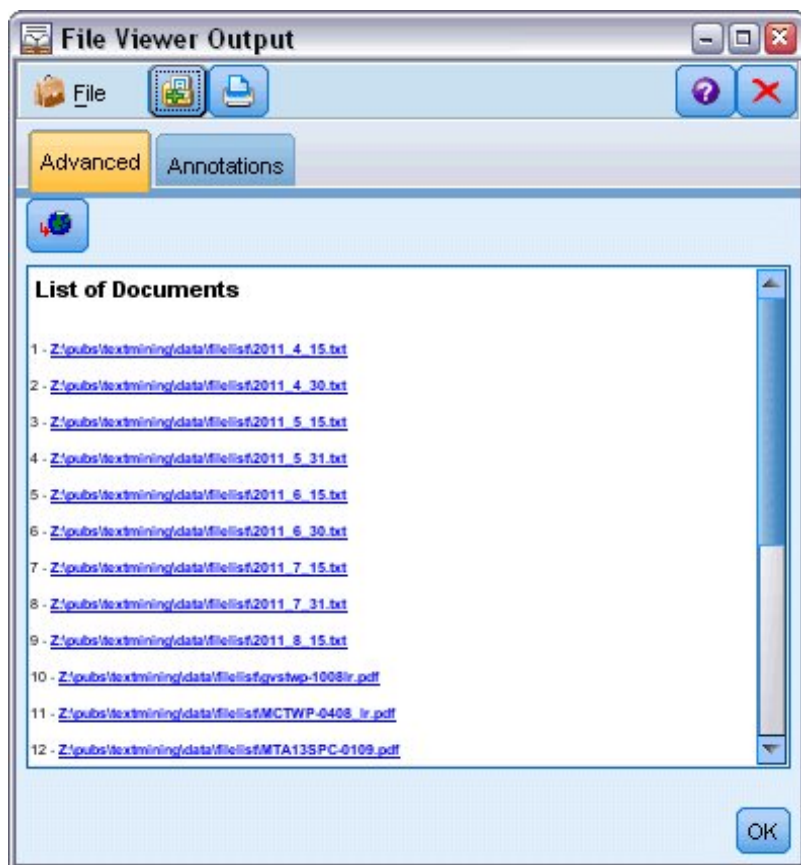 File Viewer Output
File
Advanced
Annotations
List of Documents
1 - Z:\pubs\textmining\data\filelist\2011_4_15.txt
2 - Z:\pubs\textmining\data\filelist\2011_4_30.txt
3 - Z:\pubs\textmining\data\filelist\2011_5_15.txt
4 - Z:\pubs\textmining\data\filelist\2011_5_31.txt
5 - Z:\pubs\textmining\data\filelist\2011_6_15.txt
6 - Z:\pubs\textmining\data\filelist\2011_6_30.txt
7 - Z:\pubs\textmining\data\filelist\2011_7_15.txt
8 - Z:\pubs\textmining\data\filelist\2011_7_31.txt
9 - Z:\pubs\textmining\data\filelist\2011_8_15.txt
10 - Z:\pubs\textmining\data\filelist\gvstwp-1008lr.pdf
11 - Z:\pubs\textmining\data\filelist\MCTWP-0408_lr.pdf
12 - Z:\pubs\textmining\data\filelist\MTA13SPC-0109.pdf
OK